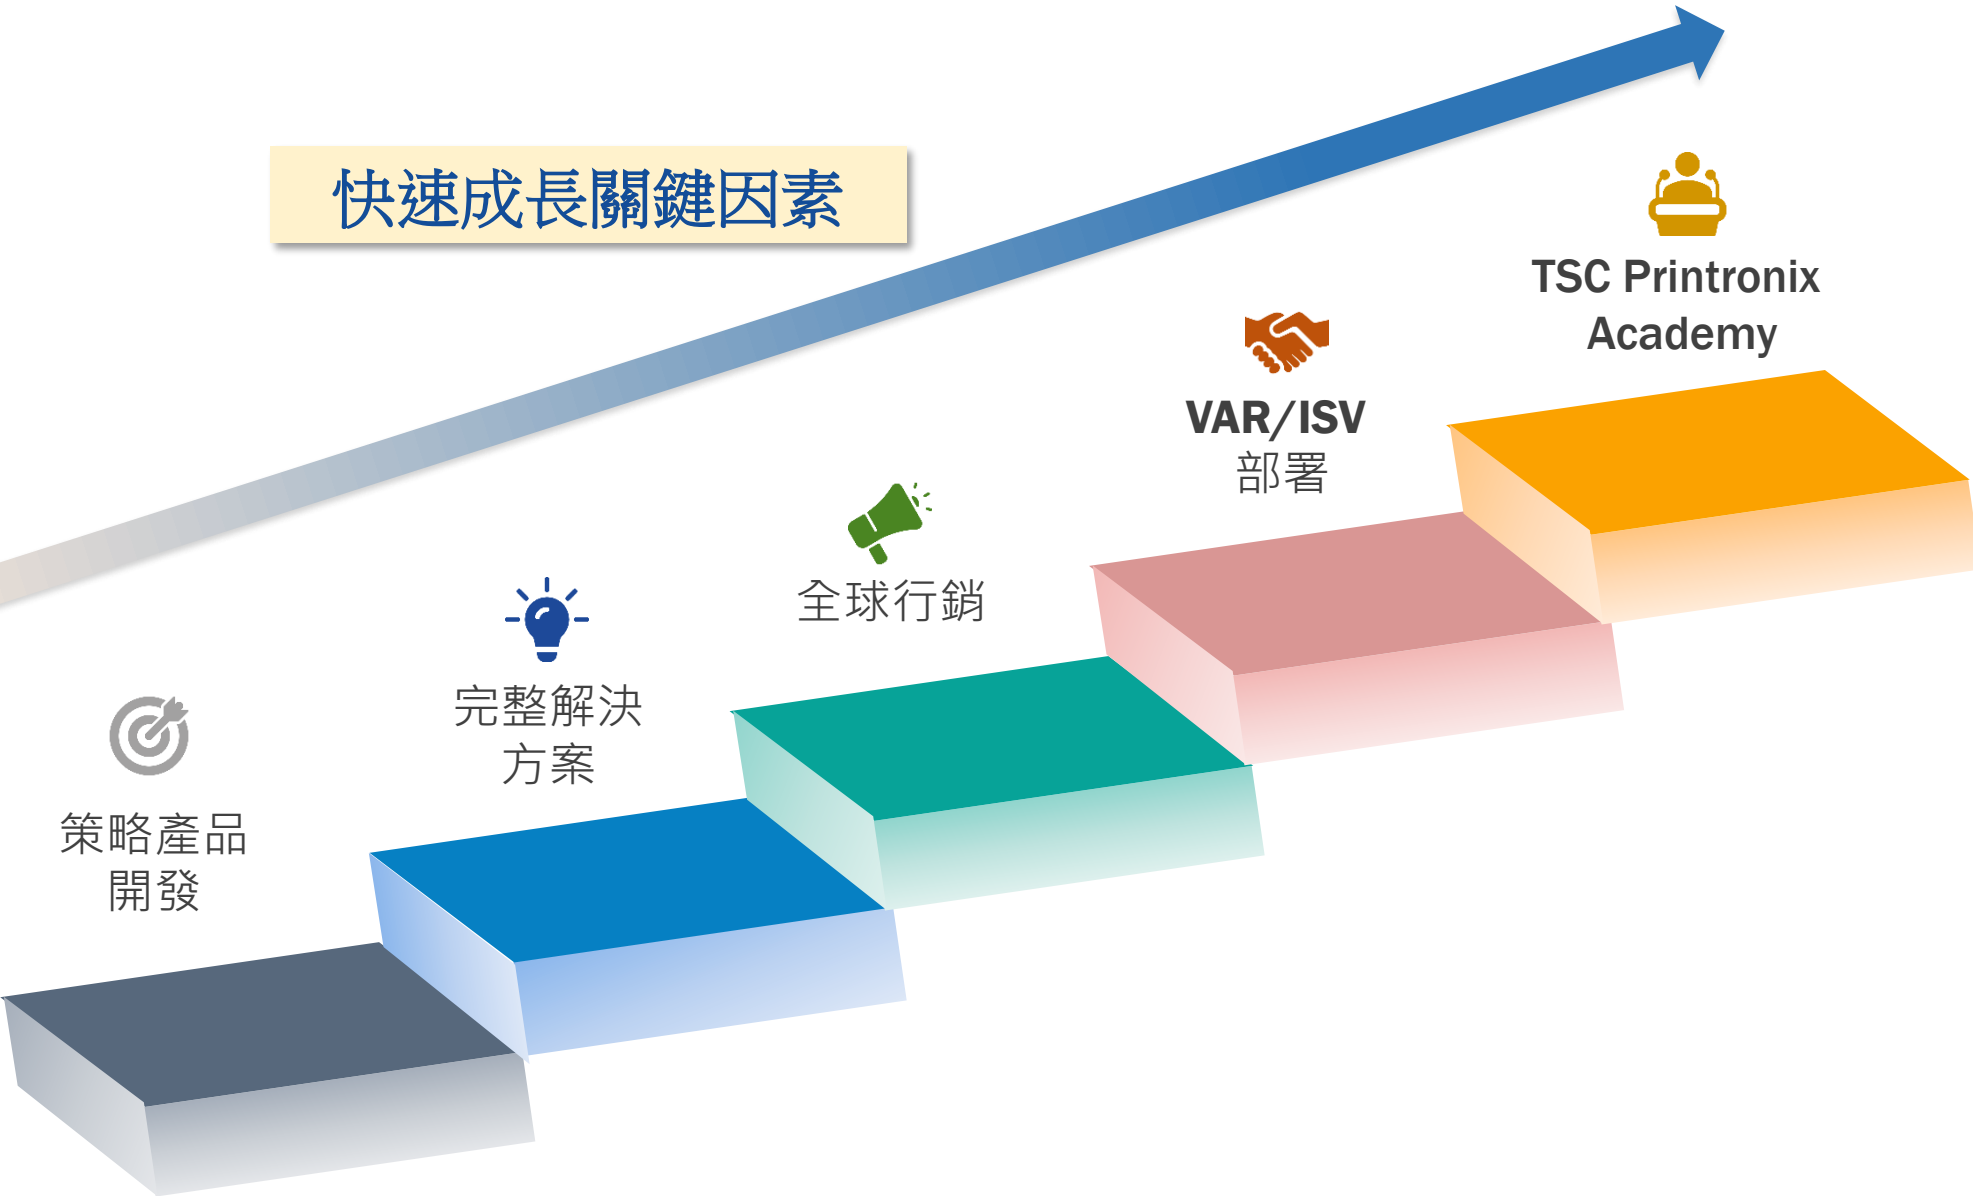 快速成長關鍵因素
策略產品
開發
完整解決
方案
全球行銷
VAR/ISV
部署
TSC Printronix
Academy